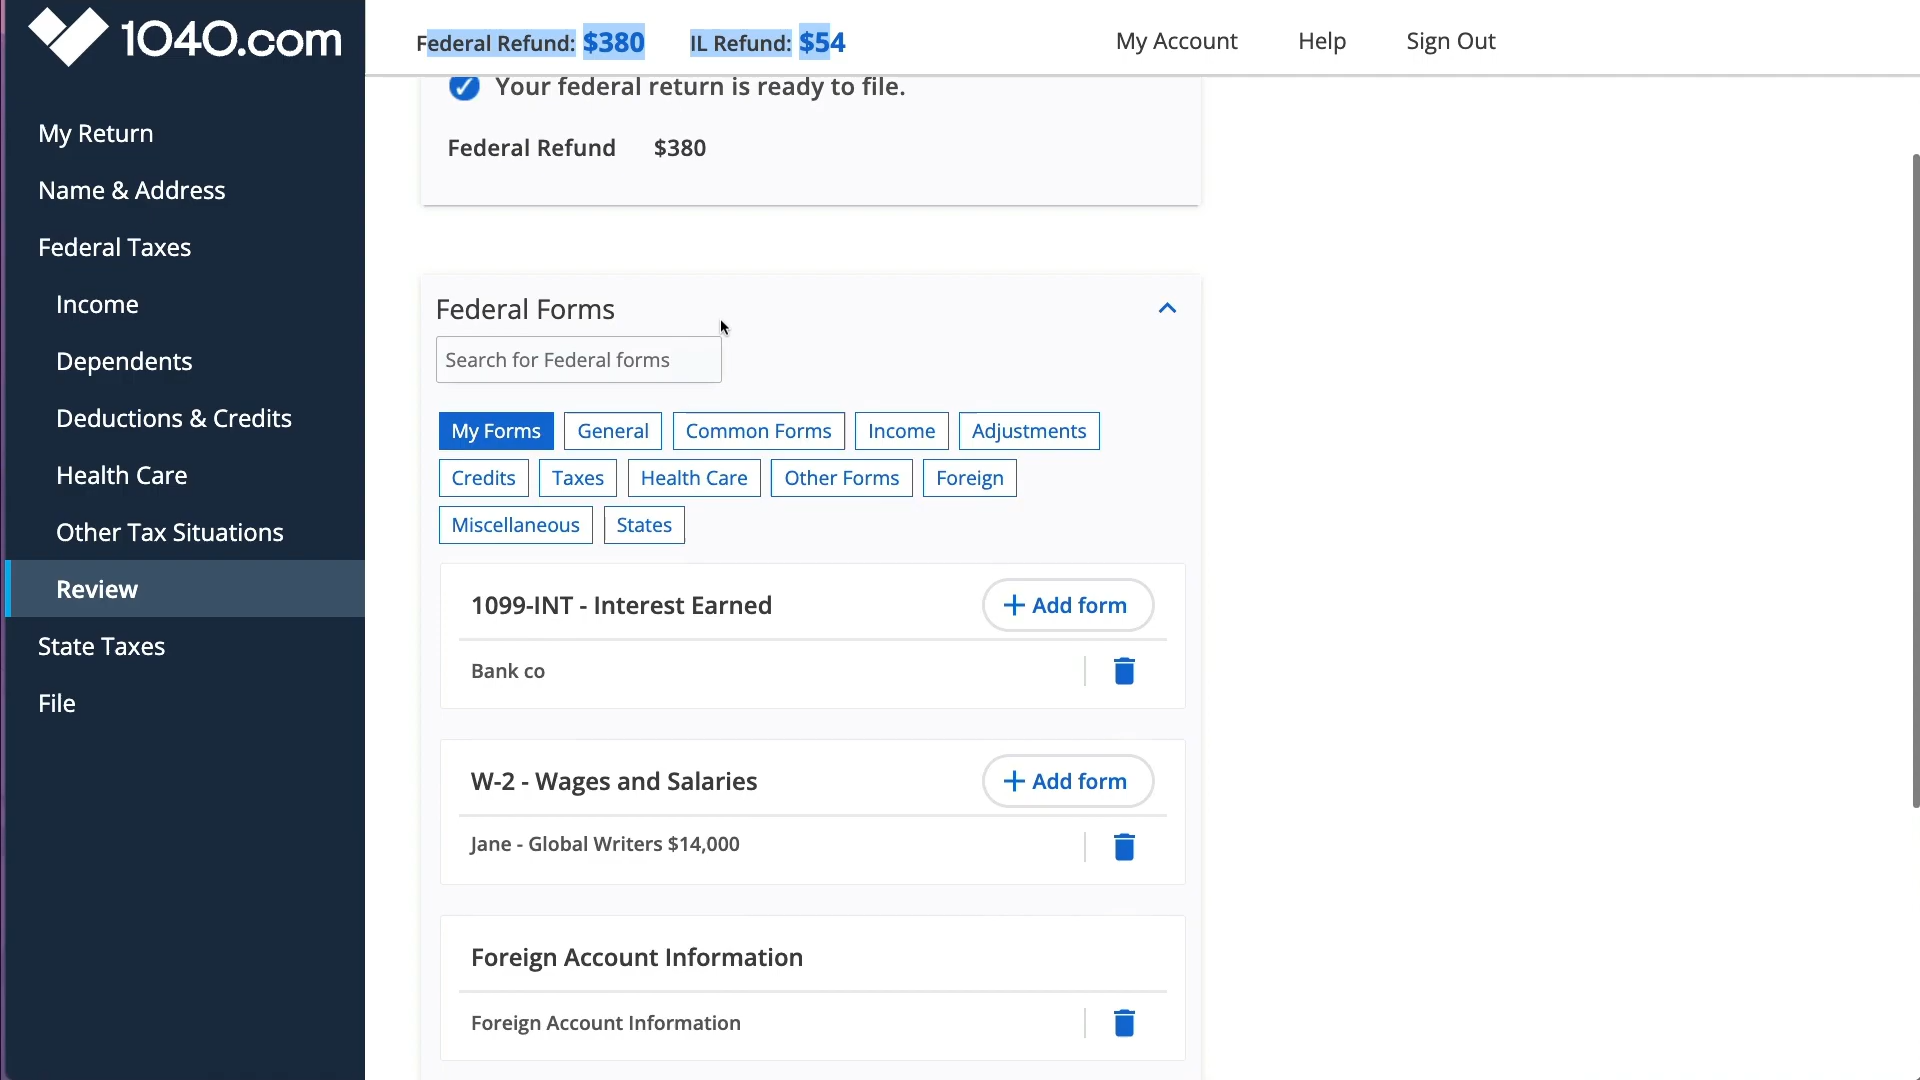 1040.com
Federal Refund: $380 IL Refund: $54
My Account Help Sign Out
My Return
Name & Address
Federal Taxes
Income
Dependents
Deductions & Credits
Health Care
Other Tax Situations
Review
State Taxes
File
Your federal return is ready to file.
Federal Refund $380
Federal Forms
Search for Federal forms
My Forms General Common Forms Income Adjustments
Credits Taxes Health Care Other Forms Foreign
Miscellaneous States
1099-INT - Interest Earned + Add form
Bank co
W-2 - Wages and Salaries + Add form
Jane - Global Writers $14,000
Foreign Account Information
Foreign Account Information